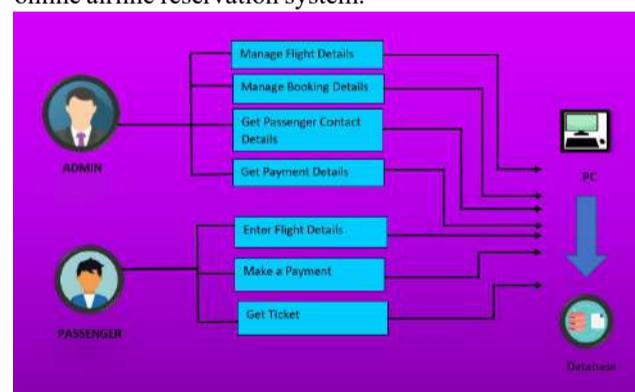 online airline reservation system.
Manage Flight Details
Manage Booking Details
Get Passenger Contact
Details
Get Payment Details
ADMIN
PC
Enter Flight Details
Make a Payment
Get Ticket
PASSENGER
Database